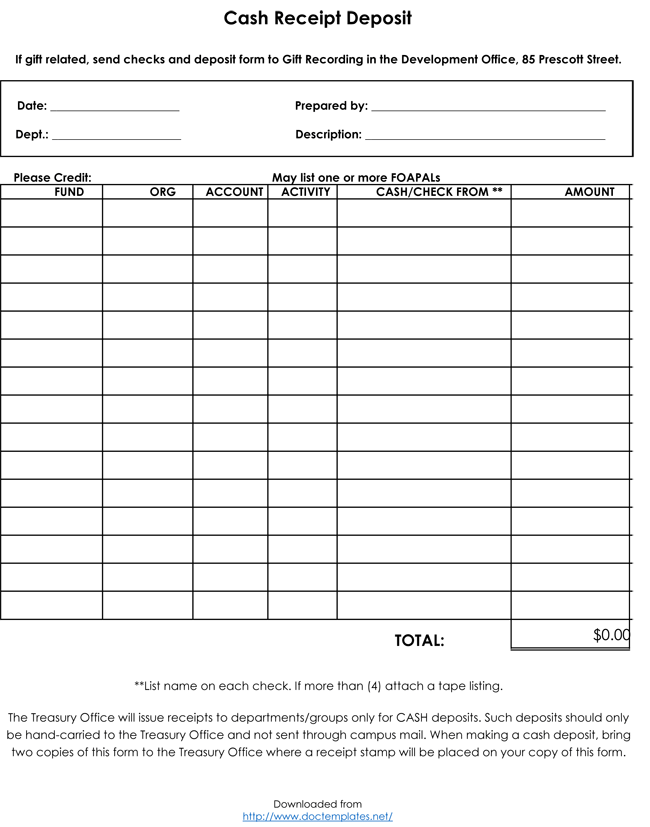 Cash Receipt Deposit
If gift related, send checks and deposit form to Gift Recording in the Development Office, 85 Prescott Street.
Date: ____________________ Prepared by: ____________________________________
Dept.: ____________________ Description: _____________________________________
Please Credit: May list one or more FOAPALs
FUND ORG ACCOUNT ACTIVITY CASH/CHECK FROM ** AMOUNT
TOTAL: $0.00
**List name on each check. If more than (4) attach a tape listing.
The Treasury Office will issue receipts to departments/groups only for CASH deposits. Such deposits should only
be hand-carried to the Treasury Office and not sent through campus mail. When making a cash deposit, bring
two copies of this form to the Treasury Office where a receipt stamp will be placed on your copy of this form.
Downloaded from
http://www.doctemplates.net/